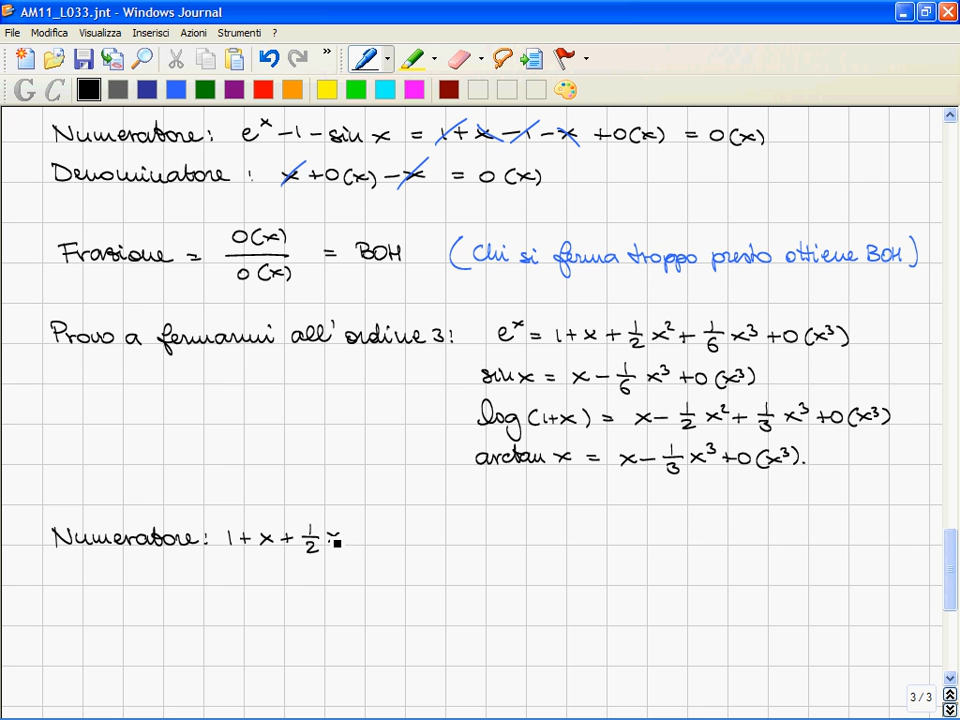 AM11_L033.jnt - Windows Journal
File Modifica Visualizza Inserisci Azioni Strumenti ?
Numeratore: e^x - 1 - sin x = 1 + x - 1 - x + o(x) = o(x)
Denominatore: x + o(x) - x = o(x)
Frazione = o(x) / o(x) = BOH (Chi si ferma troppo presto ottiene BOH)
Provo a fermarmi all'ordine 3: e^x = 1 + x + 1/2 x^2 + 1/6 x^3 + o(x^3)
sin x = x - 1/6 x^3 + o(x^3)
log (1+x) = x - 1/2 x^2 + 1/3 x^3 + o(x^3)
arctan x = x - 1/3 x^3 + o(x^3).
Numeratore: 1 + x + 1/2
3 / 3